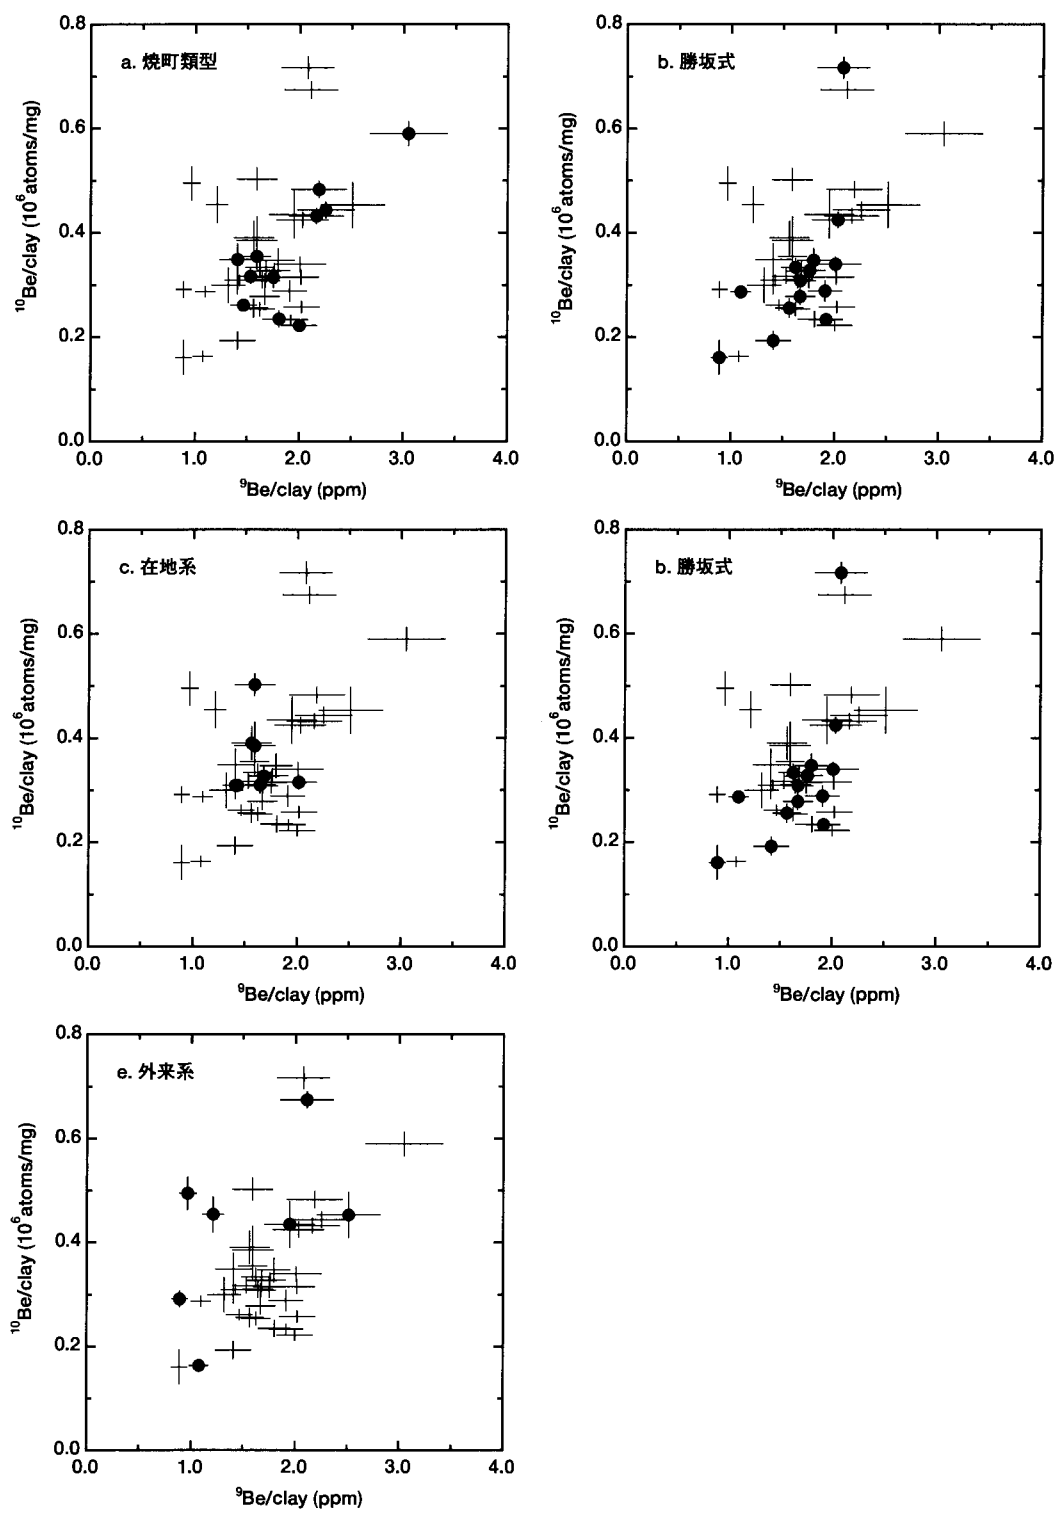 a. 焼町類型
0.8
0.6
0.4
0.2
0.0
0.0 1.0 2.0 3.0 4.0
¹⁰Be/clay (10⁶atoms/mg)
⁹Be/clay (ppm)
b. 勝坂式
0.8
0.6
0.4
0.2
0.0
0.0 1.0 2.0 3.0 4.0
¹⁰Be/clay (10⁶atoms/mg)
⁹Be/clay (ppm)
c. 在地系
0.8
0.6
0.4
0.2
0.0
0.0 1.0 2.0 3.0 4.0
¹⁰Be/clay (10⁶atoms/mg)
⁹Be/clay (ppm)
b. 勝坂式
0.8
0.6
0.4
0.2
0.0
0.0 1.0 2.0 3.0 4.0
¹⁰Be/clay (10⁶atoms/mg)
⁹Be/clay (ppm)
e. 外来系
0.8
0.6
0.4
0.2
0.0
0.0 1.0 2.0 3.0 4.0
¹⁰Be/clay (10⁶atoms/mg)
⁹Be/clay (ppm)